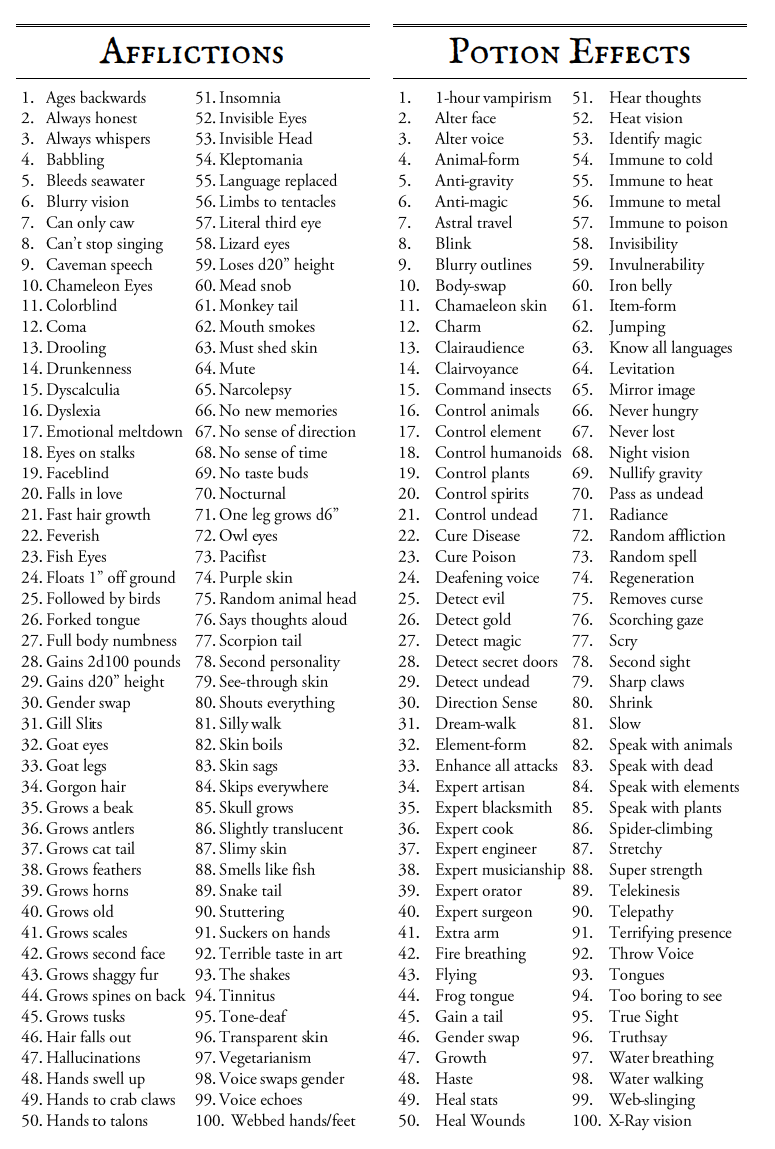 Afflictions
1. Ages backwards
2. Always honest
3. Always whispers
4. Babbling
5. Bleeds seawater
6. Blurry vision
7. Can only caw
8. Can't stop singing
9. Caveman speech
10. Chameleon Eyes
11. Colorblind
12. Coma
13. Drooling
14. Drunkenness
15. Dyscalculia
16. Dyslexia
17. Emotional meltdown
18. Eyes on stalks
19. Faceblind
20. Falls in love
21. Fast hair growth
22. Feverish
23. Fish Eyes
24. Floats 1” off ground
25. Followed by birds
26. Forked tongue
27. Full body numbness
28. Gains 2d100 pounds
29. Gains d20” height
30. Gender swap
31. Gill Slits
32. Goat eyes
33. Goat legs
34. Gorgon hair
35. Grows a beak
36. Grows antlers
37. Grows cat tail
38. Grows feathers
39. Grows horns
40. Grows old
41. Grows scales
42. Grows second face
43. Grows shaggy fur
44. Grows spines on back
45. Grows tusks
46. Hair falls out
47. Hallucinations
48. Hands swell up
49. Hands to crab claws
50. Hands to talons
51. Insomnia
52. Invisible Eyes
53. Invisible Head
54. Kleptomania
55. Language replaced
56. Limbs to tentacles
57. Literal third eye
58. Lizard eyes
59. Loses d20” height
60. Mead snob
61. Monkey tail
62. Mouth smokes
63. Must shed skin
64. Mute
65. Narcolepsy
66. No new memories
67. No sense of direction
68. No sense of time
69. No taste buds
70. Nocturnal
71. One leg grows d6”
72. Owl eyes
73. Pacifist
74. Purple skin
75. Random animal head
76. Says thoughts aloud
77. Scorpion tail
78. Second personality
79. See-through skin
80. Shouts everything
81. Silly walk
82. Skin boils
83. Skin sags
84. Skips everywhere
85. Skull grows
86. Slightly translucent
87. Slimy skin
88. Smells like fish
89. Snake tail
90. Stuttering
91. Suckers on hands
92. Terrible taste in art
93. The shakes
94. Tinnitus
95. Tone-deaf
96. Transparent skin
97. Vegetarianism
98. Voice swaps gender
99. Voice echoes
100. Webbed hands/feet
Potion Effects
1. 1-hour vampirism
2. Alter face
3. Alter voice
4. Animal-form
5. Anti-gravity
6. Anti-magic
7. Astral travel
8. Blink
9. Blurry outlines
10. Body-swap
11. Chamaeleon skin
12. Charm
13. Clairaudience
14. Clairvoyance
15. Command insects
16. Control animals
17. Control element
18. Control humanoids
19. Control plants
20. Control spirits
21. Control undead
22. Cure Disease
23. Cure Poison
24. Deafening voice
25. Detect evil
26. Detect gold
27. Detect magic
28. Detect secret doors
29. Detect undead
30. Direction Sense
31. Dream-walk
32. Element-form
33. Enhance all attacks
34. Expert artisan
35. Expert blacksmith
36. Expert cook
37. Expert engineer
38. Expert musicianship
39. Expert orator
40. Expert surgeon
41. Extra arm
42. Fire breathing
43. Flying
44. Frog tongue
45. Gain a tail
46. Gender swap
47. Growth
48. Haste
49. Heal stats
50. Heal Wounds
51. Hear thoughts
52. Heat vision
53. Identify magic
54. Immune to cold
55. Immune to heat
56. Immune to metal
57. Immune to poison
58. Invisibility
59. Invulnerability
60. Iron belly
61. Item-form
62. Jumping
63. Know all languages
64. Levitation
65. Mirror image
66. Never hungry
67. Never lost
68. Night vision
69. Nullify gravity
70. Pass as undead
71. Radiance
72. Random affliction
73. Random spell
74. Regeneration
75. Removes curse
76. Scorching gaze
77. Scry
78. Second sight
79. Sharp claws
80. Shrink
81. Slow
82. Speak with animals
83. Speak with dead
84. Speak with elements
85. Speak with plants
86. Spider-climbing
87. Stretchy
88. Super strength
89. Telekinesis
90. Telepathy
91. Terrifying presence
92. Throw Voice
93. Tongues
94. Too boring to see
95. True Sight
96. Truthsay
97. Water breathing
98. Water walking
99. Web-slinging
100. X-Ray vision